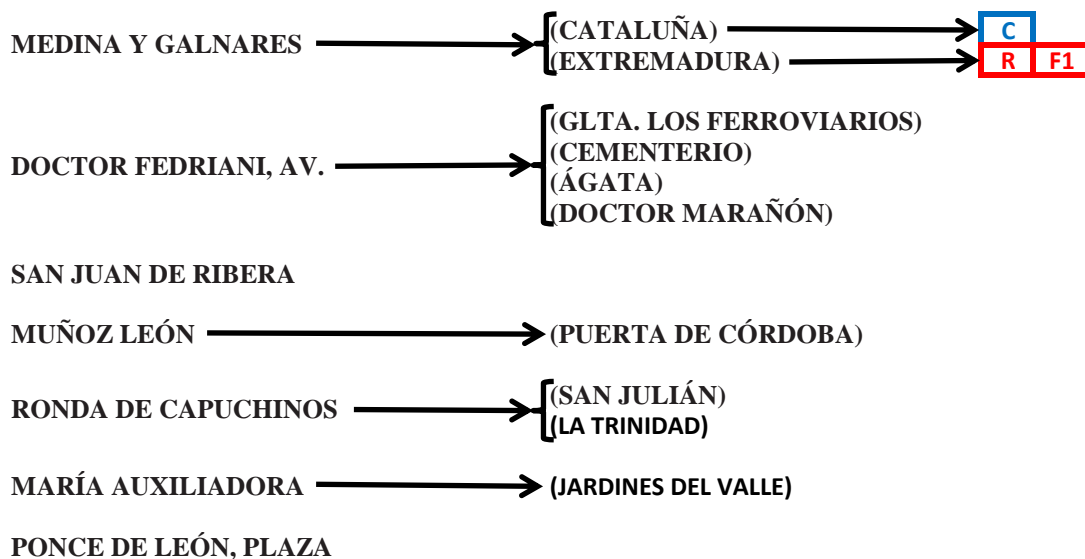 MEDINA Y GALNARES
(CATALUÑA) C
(EXTREMADURA) R F1
(GLTA. LOS FERROVIARIOS)
(CEMENTERIO)
DOCTOR FEDRIANI, AV.
(ÁGATA)
(DOCTOR MARAÑÓN)
SAN JUAN DE RIBERA
MUÑOZ LEÓN (PUERTA DE CÓRDOBA)
RONDA DE CAPUCHINOS
(SAN JULIÁN)
(LA TRINIDAD)
MARÍA AUXILIADORA (JARDINES DEL VALLE)
PONCE DE LEÓN, PLAZA